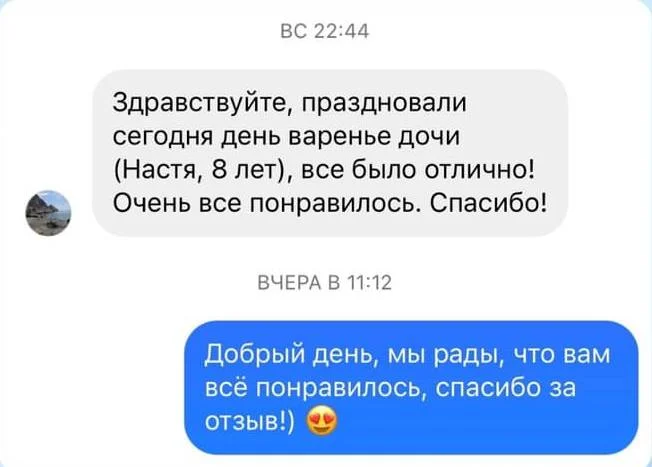 ВС 22:44
Здравствуйте, праздновали
сегодня день варенье дочи
(Настя, 8 лет), все было отлично!
Очень все понравилось. Спасибо!
ВЧЕРА В 11:12
Добрый день, мы рады, что вам
всё понравилось, спасибо за
отзыв!) 😍